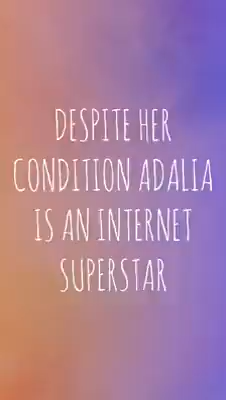 DESPITE HER
CONDITION ADALIA
IS AN INTERNET
SUPERSTAR